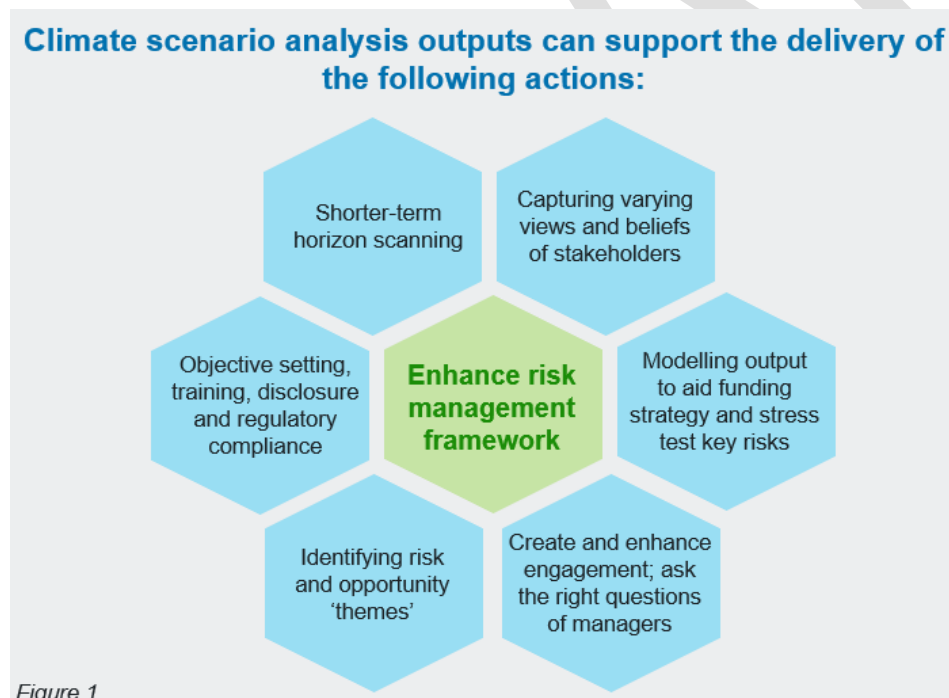 Climate scenario analysis outputs can support the delivery of
the following actions:
Shorter-term
horizon scanning
Capturing varying
views and beliefs
of stakeholders
Objective setting,
training, disclosure
and regulatory
compliance
Enhance risk
management
framework
Modelling output
to aid funding
strategy and stress
test key risks
Identifying risk
and opportunity
‘themes’
Create and enhance
engagement; ask
the right questions
of managers
Figure 1